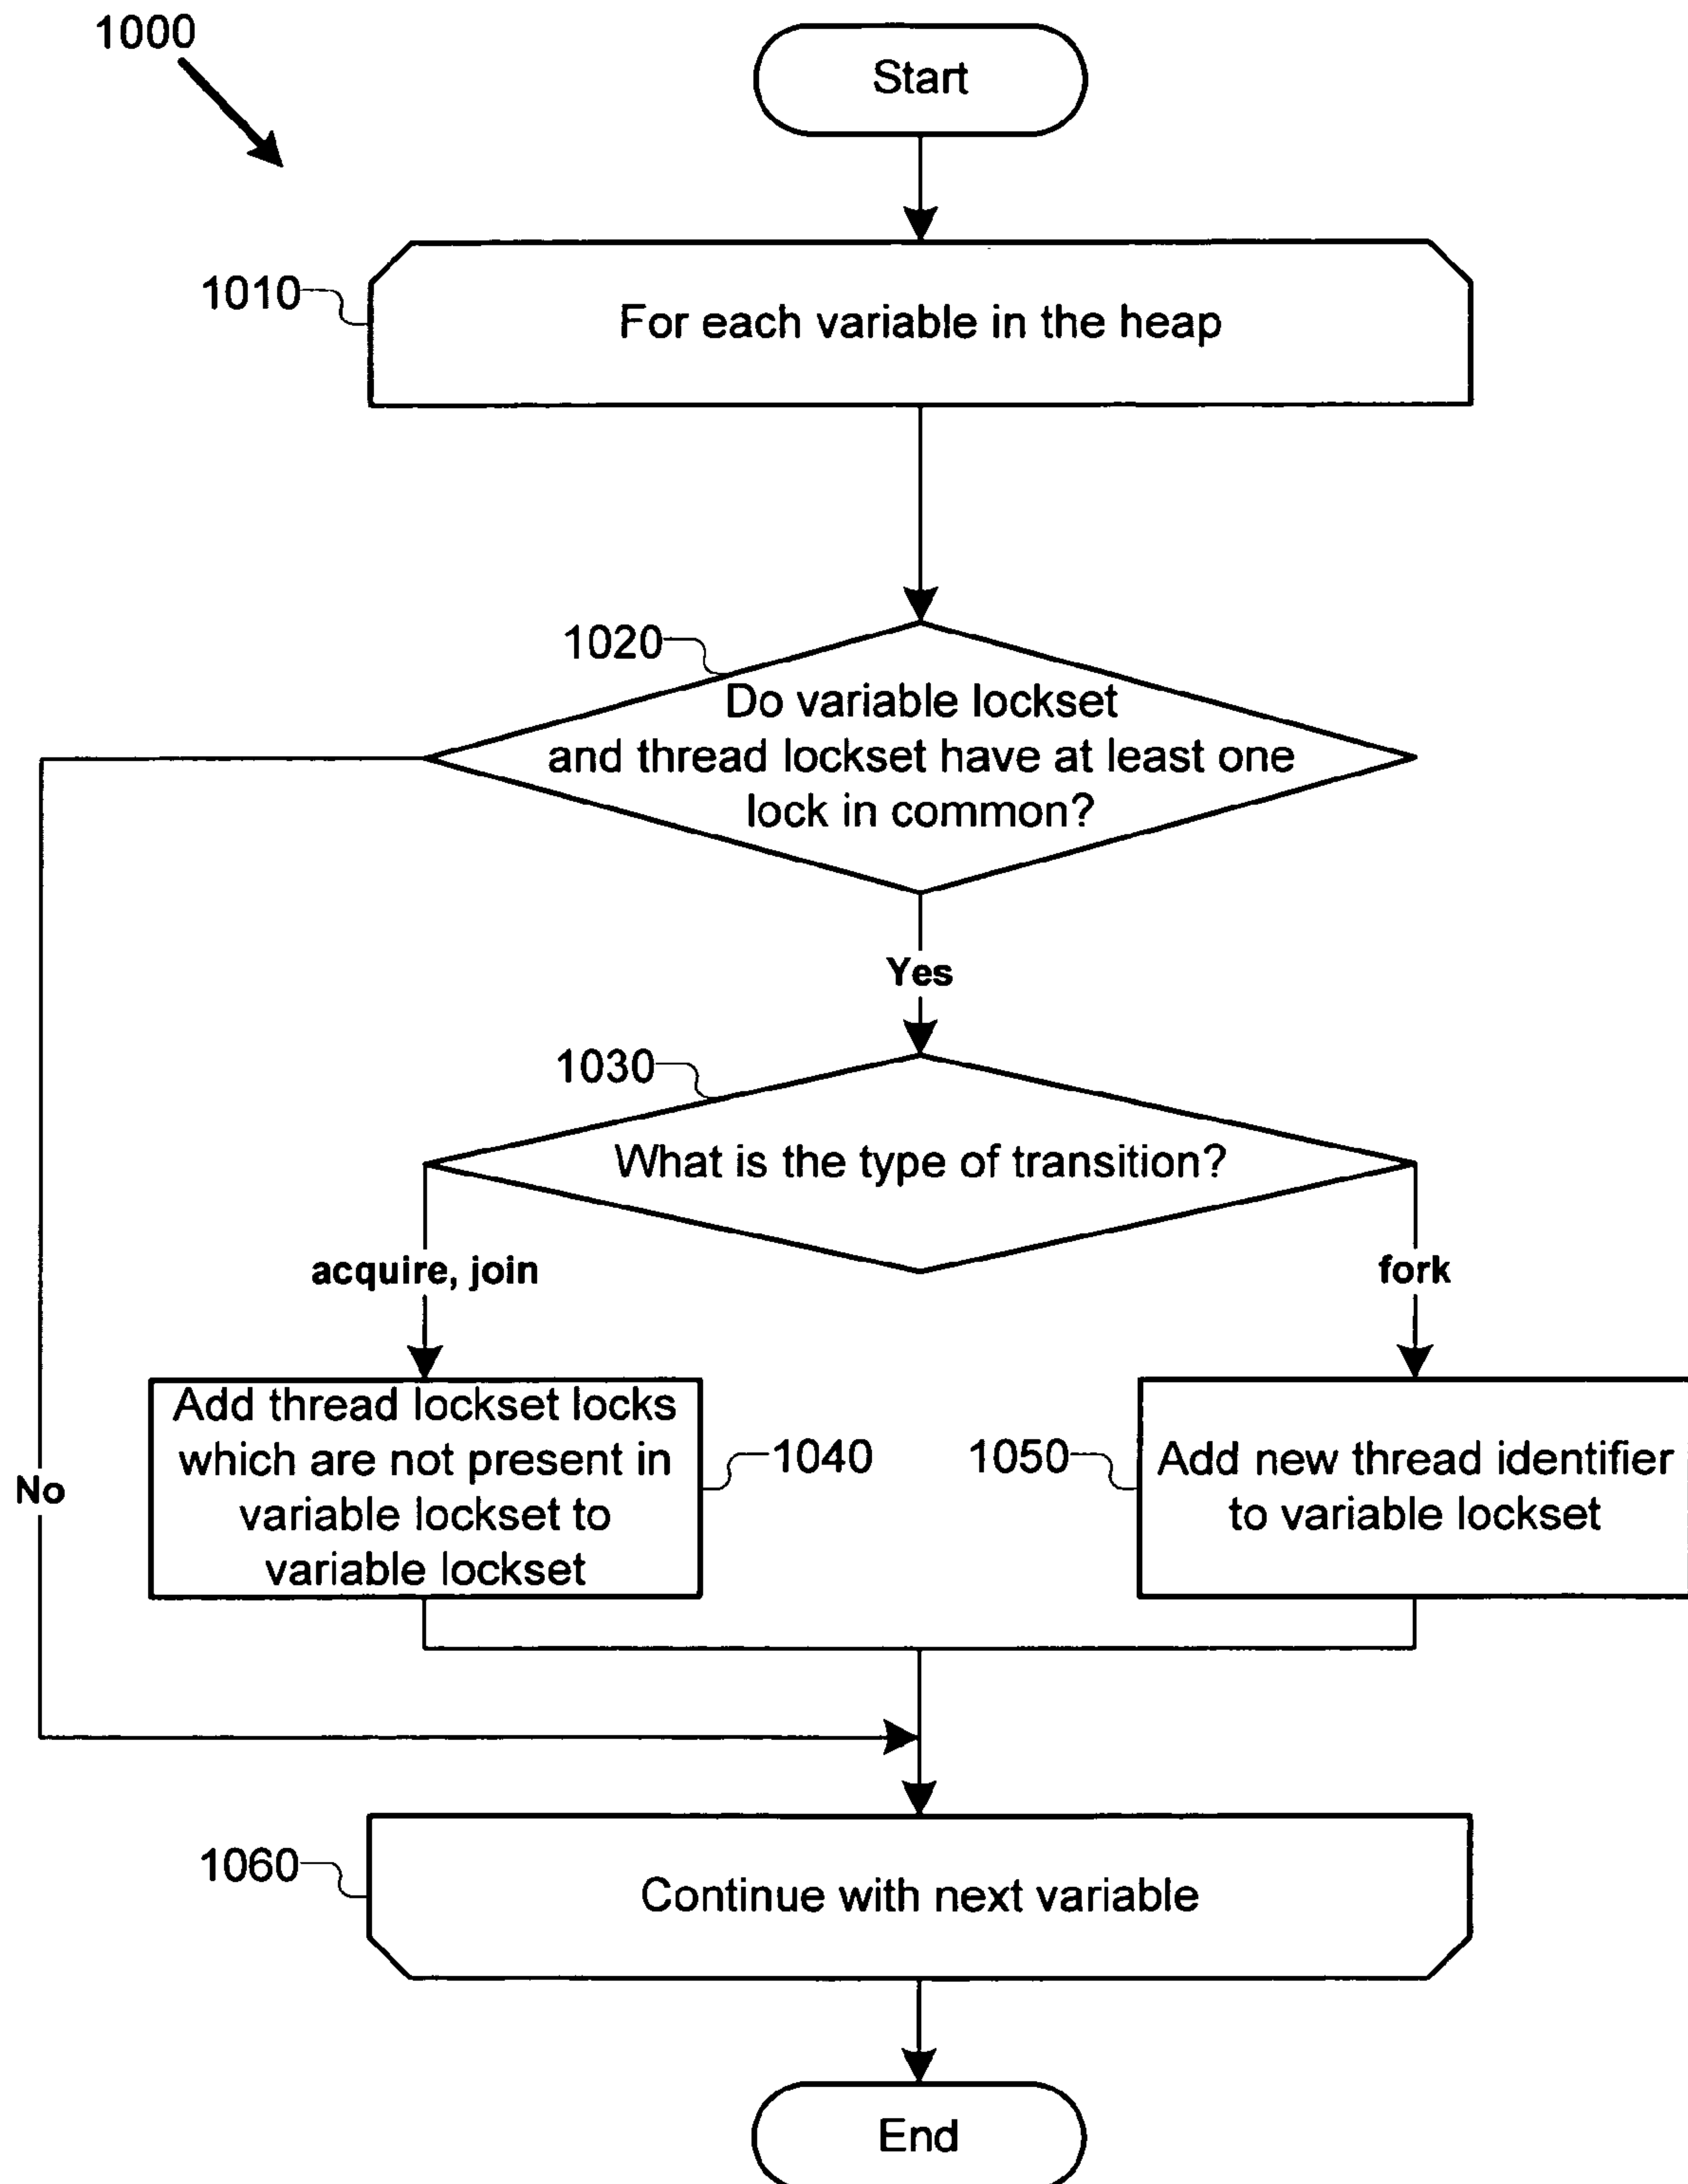 1000
Start
1010
For each variable in the heap
1020
Do variable lockset
and thread lockset have at least one
lock in common?
Yes
1030
What is the type of transition?
acquire, join
fork
Add thread lockset locks
which are not present in
variable lockset to
variable lockset
1040
1050
Add new thread identifier
to variable lockset
No
1060
Continue with next variable
End